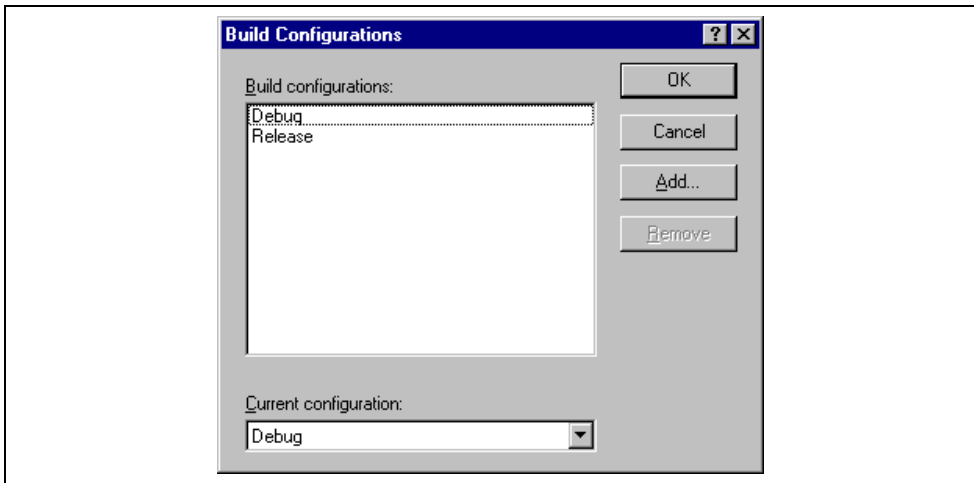 Build Configurations
Build configurations:
Debug
Release
OK
Cancel
Add...
Remove
Current configuration:
Debug